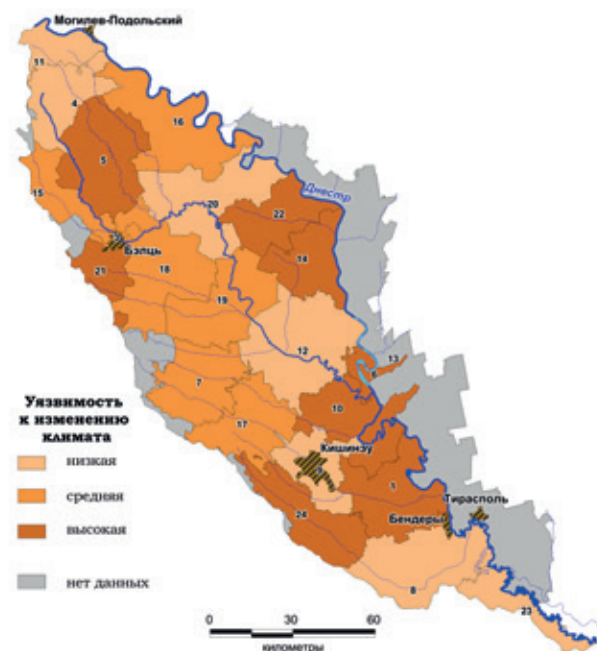 Могилев-Подольский
11
4
16
5
15
Днестр
20
22
Бэлць
14
21
18
19
12
13
6
7
10
17
Кишинэу
1
Тирасполь
Бендеры
24
8
23
Уязвимость
к изменению
климата
низкая
средняя
высокая
нет данных
0 30 60
километры